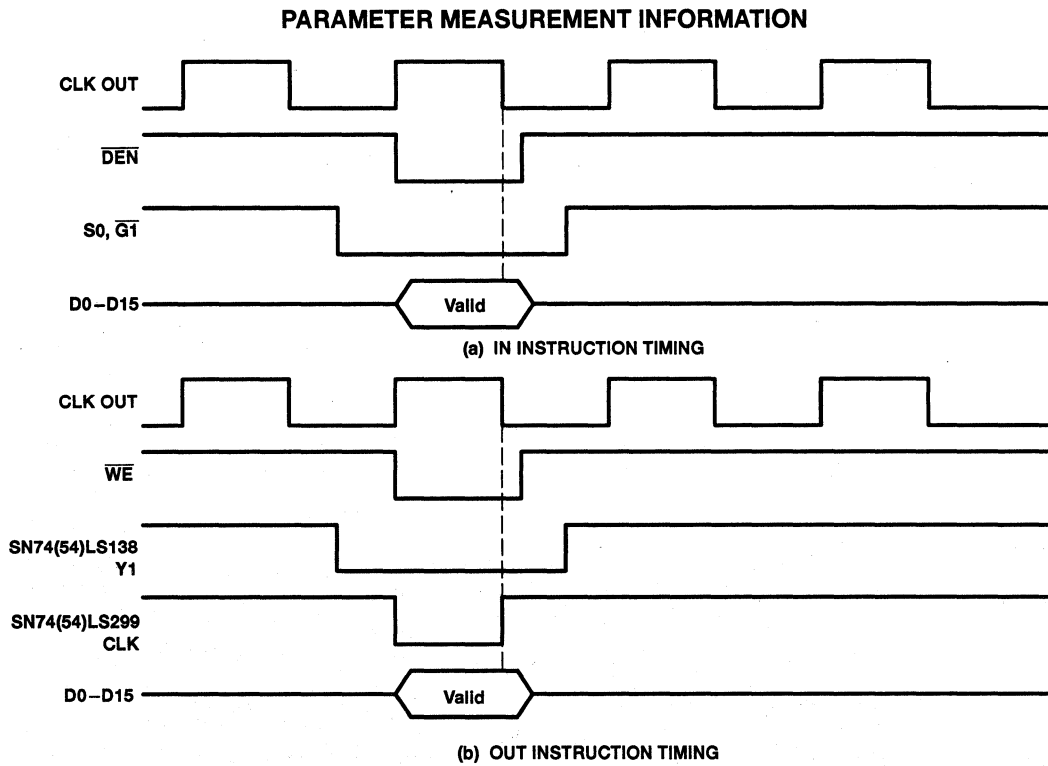 PARAMETER MEASUREMENT INFORMATION
CLK OUT
DEN
S0, G1
D0–D15
Valid
(a) IN INSTRUCTION TIMING
CLK OUT
WE
SN74(54)LS138
Y1
SN74(54)LS299
CLK
D0–D15
Valid
(b) OUT INSTRUCTION TIMING